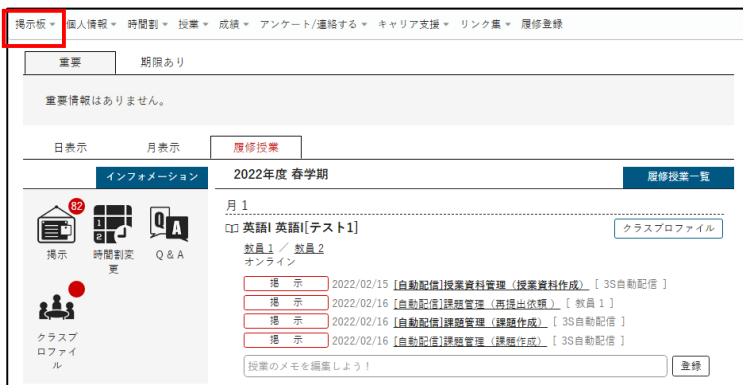 掲示板 個人情報 時間割 授業 成績 アンケート/連絡する キャリア支援 リンク集 履修登録
重要 期限あり
重要情報はありません。
日表示 月表示 履修授業
インフォメーション
82
掲示
時間割変
更
Q & A
クラスプ
ロファイ
ル
2022年度 春学期 履修授業一覧
月 1
英語I 英語I[テスト1] クラスプロファイル
教員 1 ／ 教員 2
オンライン
掲 示 2022/02/15 [自動配信]授業資料管理（授業資料作成） [ 3S自動配信 ]
掲 示 2022/02/16 [自動配信]課題管理（再提出依頼 ） [ 教員 1 ]
掲 示 2022/02/16 [自動配信]課題管理（課題作成） [ 3S自動配信 ]
掲 示 2022/02/16 [自動配信]課題管理（課題作成） [ 3S自動配信 ]
授業のメモを編集しよう！ 登録